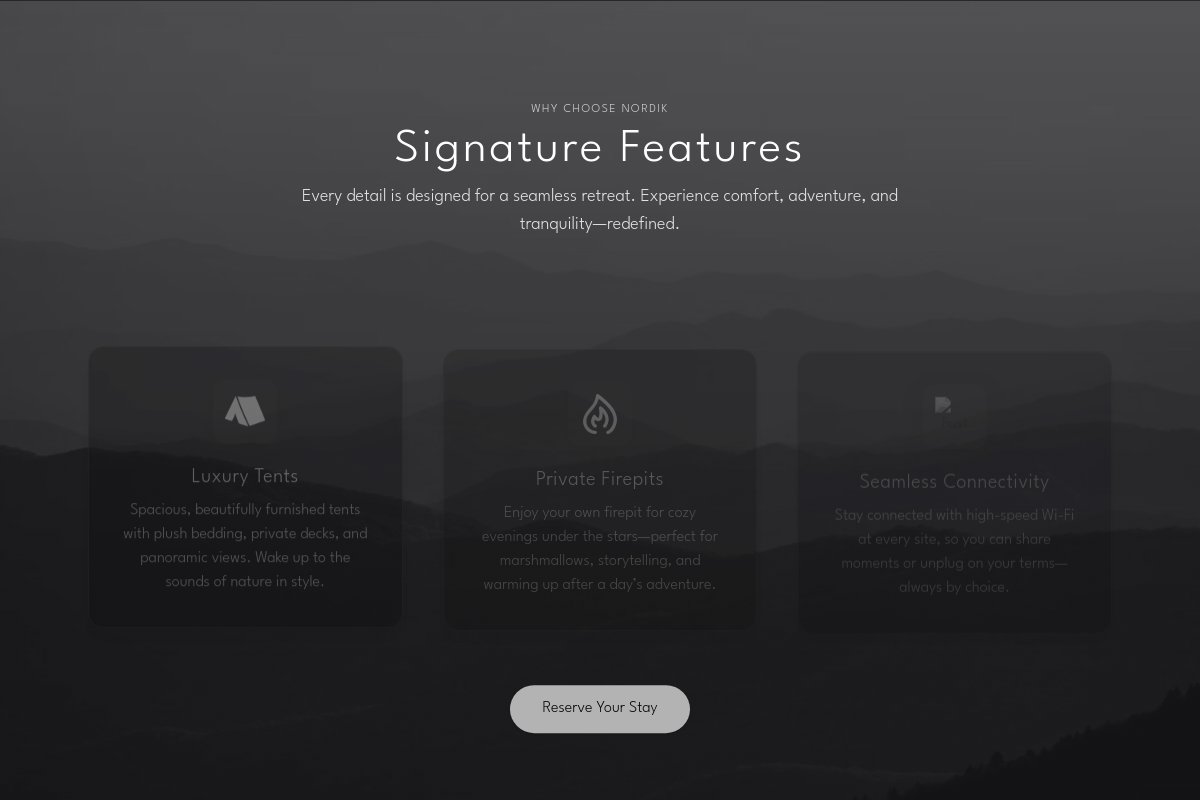 WHY CHOOSE NORDIK
Signature Features
Every detail is designed for a seamless retreat. Experience comfort, adventure, and
tranquility—redefined.
Luxury Tents
Spacious, beautifully furnished tents
with plush bedding, private decks, and
panoramic views. Wake up to the
sounds of nature in style.
Private Firepits
Enjoy your own firepit for cozy
evenings under the stars—perfect for
marshmallows, storytelling, and
warming up after a day’s adventure.
Seamless Connectivity
Stay connected with high-speed Wi-Fi
at every site, so you can share
moments or unplug on your terms—
always by choice.
Reserve Your Stay